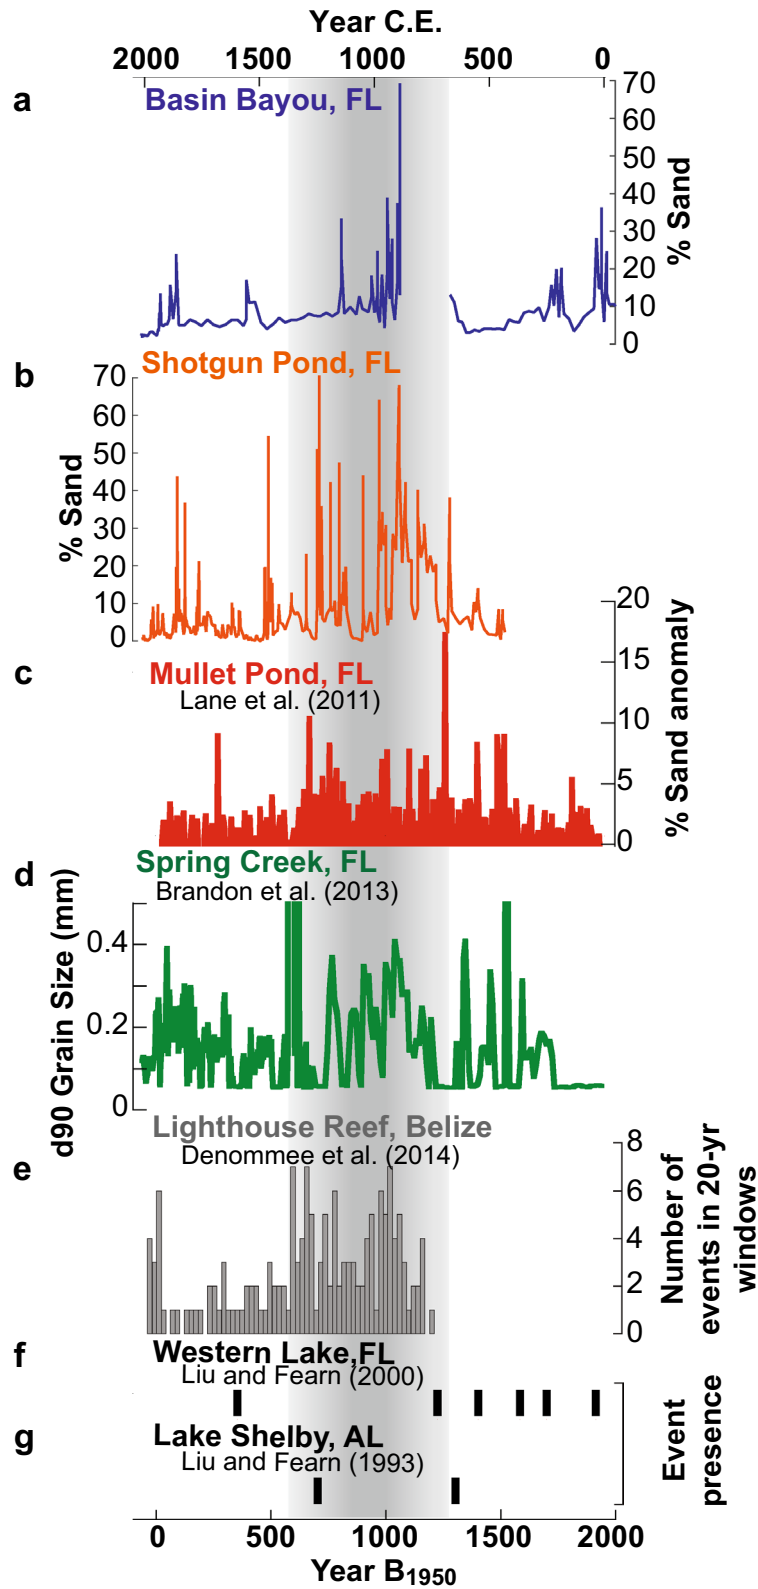 Year C.E.
2000 1500 1000 500 0
a
Basin Bayou, FL
70
60
50
40
30
20
10
0
% Sand
b
Shotgun Pond, FL
70
60
50
40
30
20
10
0
% Sand
c
Mullet Pond, FL
Lane et al. (2011)
20
15
10
5
0
% Sand anomaly
d
Spring Creek, FL
Brandon et al. (2013)
0.4
0.2
0
d90 Grain Size (mm)
e
Lighthouse Reef, Belize
Denommee et al. (2014)
8
6
4
2
0
Number of
events in 20-yr
windows
f
Western Lake,FL
Liu and Fearn (2000)
g
Lake Shelby, AL
Liu and Fearn (1993)
Event
presence
0 500 1000 1500 2000
Year B1950